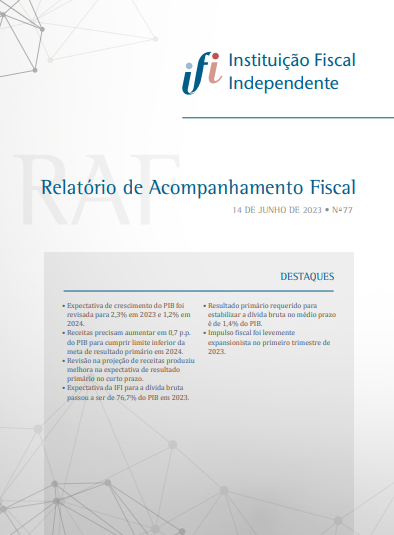 ifi Instituição Fiscal
Independente
RAF
Relatório de Acompanhamento Fiscal
14 DE JUNHO DE 2023 • Nº77
DESTAQUES
• Expectativa de crescimento do PIB foi
revisada para 2,3% em 2023 e 1,2% em
2024.
• Receitas precisam aumentar em 0,7 p.p.
do PIB para cumprir limite inferior da
meta de resultado primário em 2024.
• Revisão na projeção de receitas produziu
melhora na expectativa de resultado
primário no curto prazo.
• Expectativa da IFI para a dívida bruta
passou a ser de 76,7% do PIB em 2023.
• Resultado primário requerido para
estabilizar a dívida bruta no médio prazo
é de 1,4% do PIB.
• Impulso fiscal foi levemente
expansionista no primeiro trimestre de
2023.